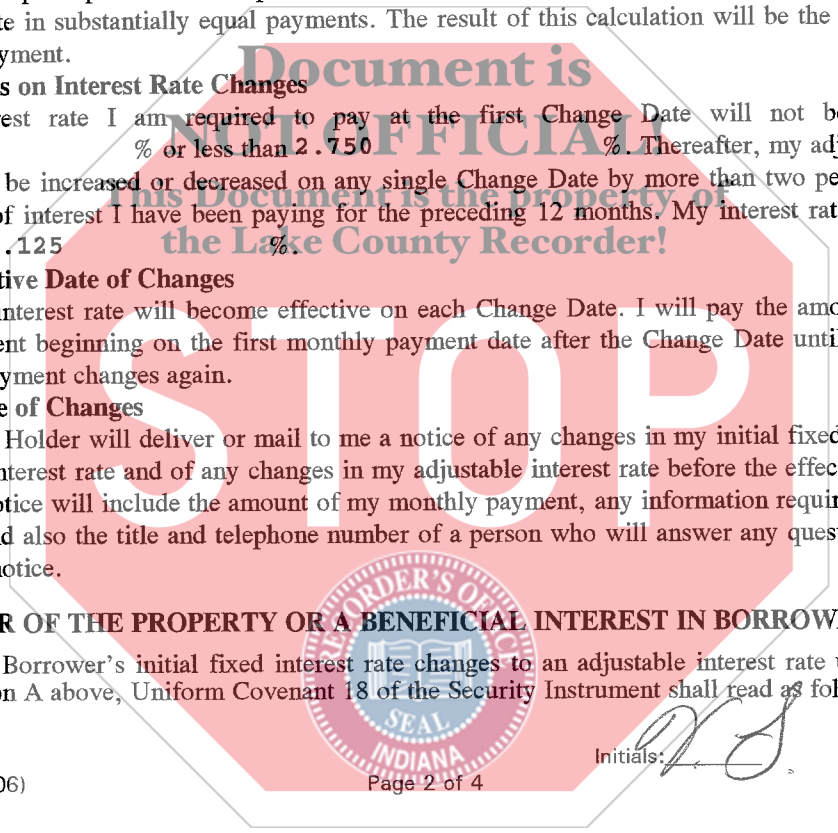 te in substantially equal payments. The result of this calculation will be the
yment.
Document is
s on Interest Rate Changes
rest rate I am required to pay at the first Change Date will not b
NOT OFFICIAL
% or less than 2.750 %. Thereafter, my adj
be increased or decreased on any single Change Date by more than two pe
This Document is the property of
of interest I have been paying for the preceding 12 months. My interest rat
.125 %.
the Lake County Recorder!
tive Date of Changes
interest rate will become effective on each Change Date. I will pay the amo
ent beginning on the first monthly payment date after the Change Date until
yment changes again.
STOP
e of Changes
Holder will deliver or mail to me a notice of any changes in my initial fixed
nterest rate and of any changes in my adjustable interest rate before the effec
otice will include the amount of my monthly payment, any information requir
d also the title and telephone number of a person who will answer any quest
notice.
RECORDER'S OFFICE
R OF THE PROPERTY OR A BENEFICIAL INTEREST IN BORROW
Borrower's initial fixed interest rate changes to an adjustable interest rate
on A above, Uniform Covenant 18 of the Security Instrument shall read as fol
SEAL
INDIANA
Initials:
06)
Page 2 of 4